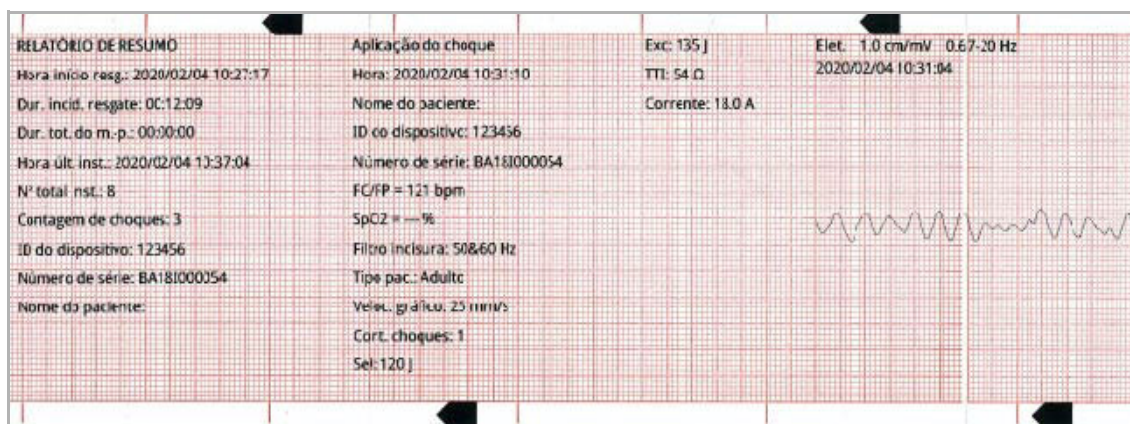 RELATÓRIO DE RESUMO
Hora início resg.: 2020/02/04 10:27:17
Dur. incid. resgate: 00:12:09
Dur. tot. do m.-p.: 00:00:00
Hora últ. inst.: 2020/02/04 10:37:04
Nº total inst.: 8
Contagem de choques: 3
ID do dispositivo: 123456
Número de série: BA18I000054
Nome do paciente:
Aplicação do choque
Hora: 2020/02/04 10:31:10
Nome do paciente:
ID do dispositivo: 123456
Número de série: BA18I000054
FC/FP = 121 bpm
SpO2 = ---%
Filtro incisura: 50&60 Hz
Tipo pac.: Adulto
Veloc. gráfico: 25 mm/s
Cort. choques: 1
Sel: 120 J
Exc: 135 J
TTI: 54 Ω
Corrente: 18.0 A
Elet. 1.0 cm/mV 0.67-20 Hz
2020/02/04 10:31:04